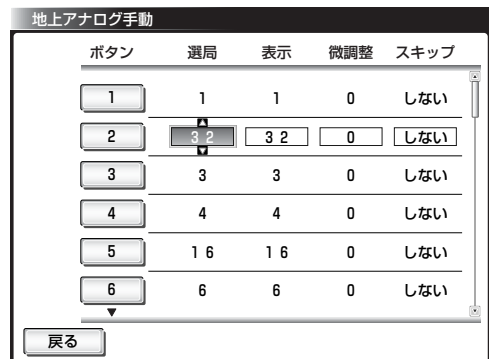 地上アナログ手動
ボタン 選局 表示 微調整 スキップ
1 1 1 0 しない
2 32 32 0 しない
3 3 3 0 しない
4 4 4 0 しない
5 16 16 0 しない
6 6 6 0 しない
戻る